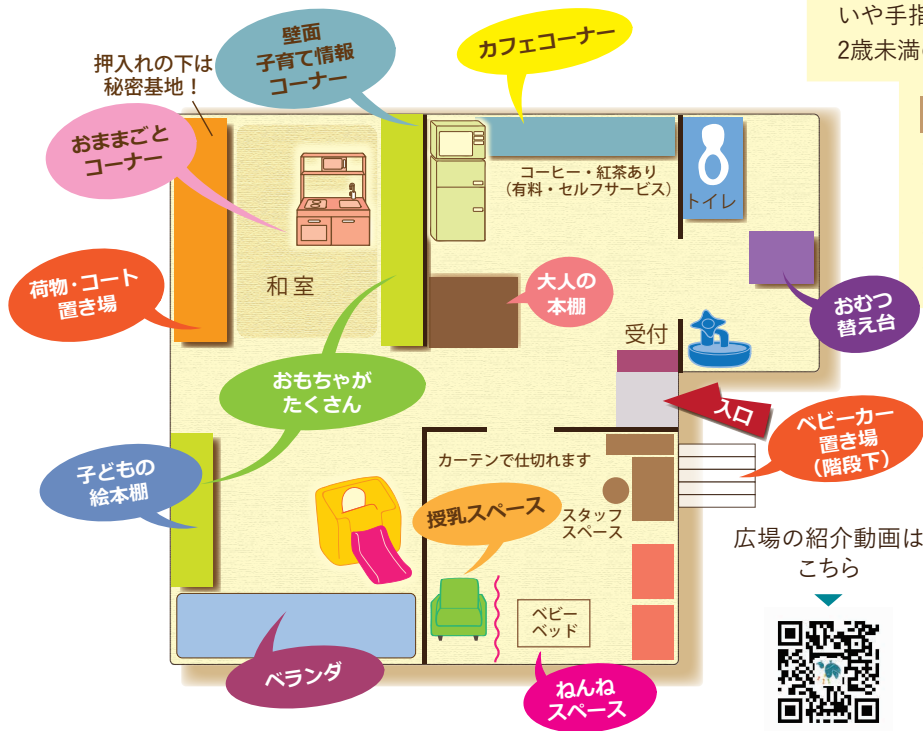 いや手指
2歳未満
壁面
子育て情報
コーナー
カフェコーナー
押入れの下は
秘密基地！
おままごと
コーナー
コーヒー・紅茶あり
（有料・セルフサービス）
トイレ
和室
荷物・コート
置き場
大人の
本棚
おむつ
替え台
受付
おもちゃが
たくさん
入口
ベビーカー
置き場
（階段下）
子どもの
絵本棚
カーテンで仕切れます
授乳スペース
スタッフ
スペース
広場の紹介動画は
こちら
ベビー
ベッド
ベランダ
ねんね
スペース